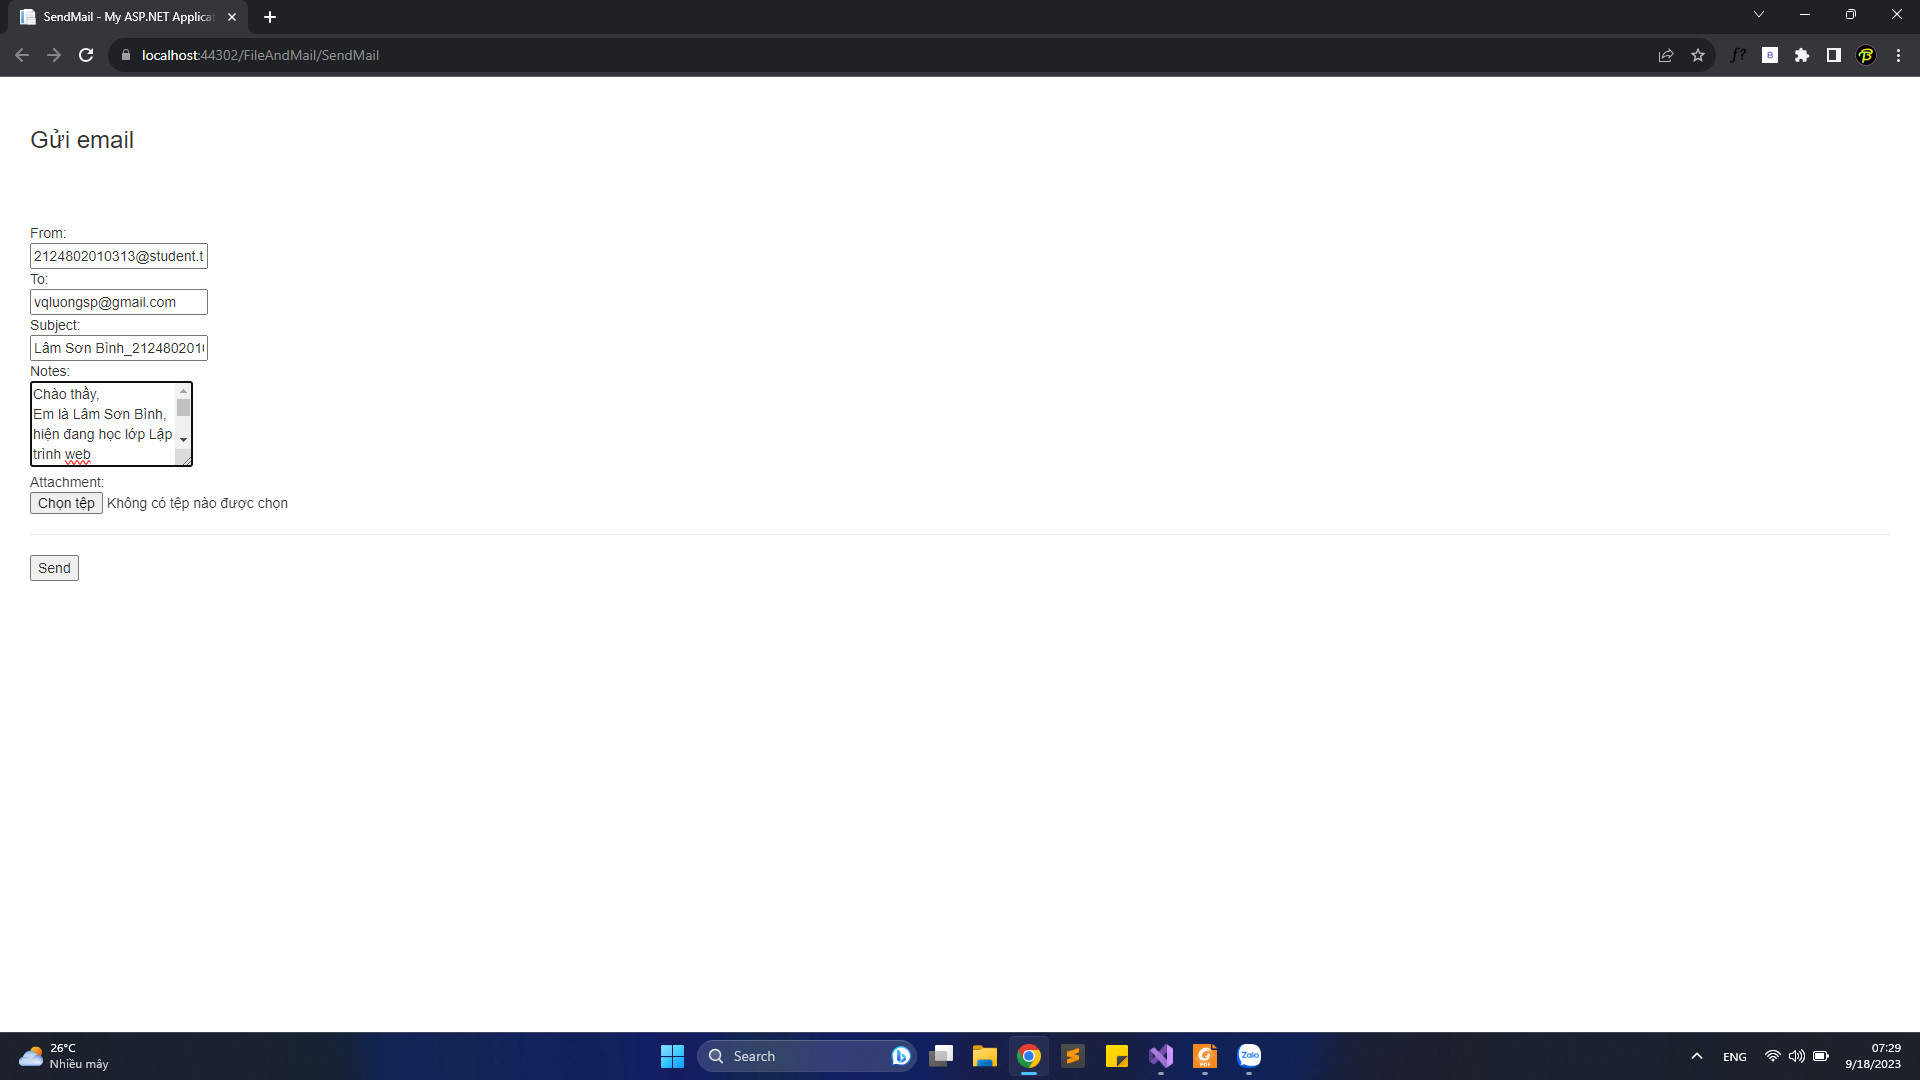 SendMail - My ASP.NET Applica
localhost:44302/FileAndMail/SendMail
Gửi email
From:
2124802010313@student.t
To:
vqluongsp@gmail.com
Subject:
Lâm Sơn Bình_212480201
Notes:
Chào thầy,
Em là Lâm Sơn Bình,
hiện đang học lớp Lập
trình web
Attachment:
Chọn tệp Không có tệp nào được chọn
Send
26°C
Nhiều mây
Search
Zalo
ENG
07:29
9/18/2023